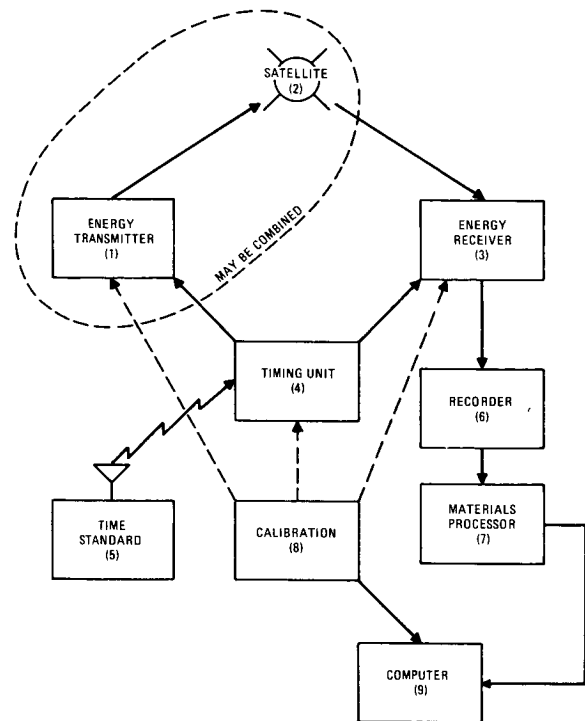 SATELLITE
(2)
ENERGY
TRANSMITTER
(1)
MAY BE COMBINED
ENERGY
RECEIVER
(3)
TIMING UNIT
(4)
RECORDER
(6)
TIME
STANDARD
(5)
CALIBRATION
(8)
MATERIALS
PROCESSOR
(7)
COMPUTER
(9)